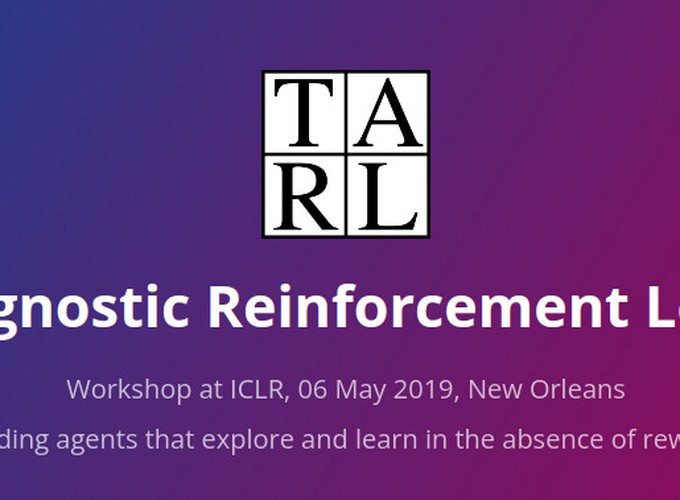 T A
R L
gnostic Reinforcement L
Workshop at ICLR, 06 May 2019, New Orleans
ding agents that explore and learn in the absence of rew